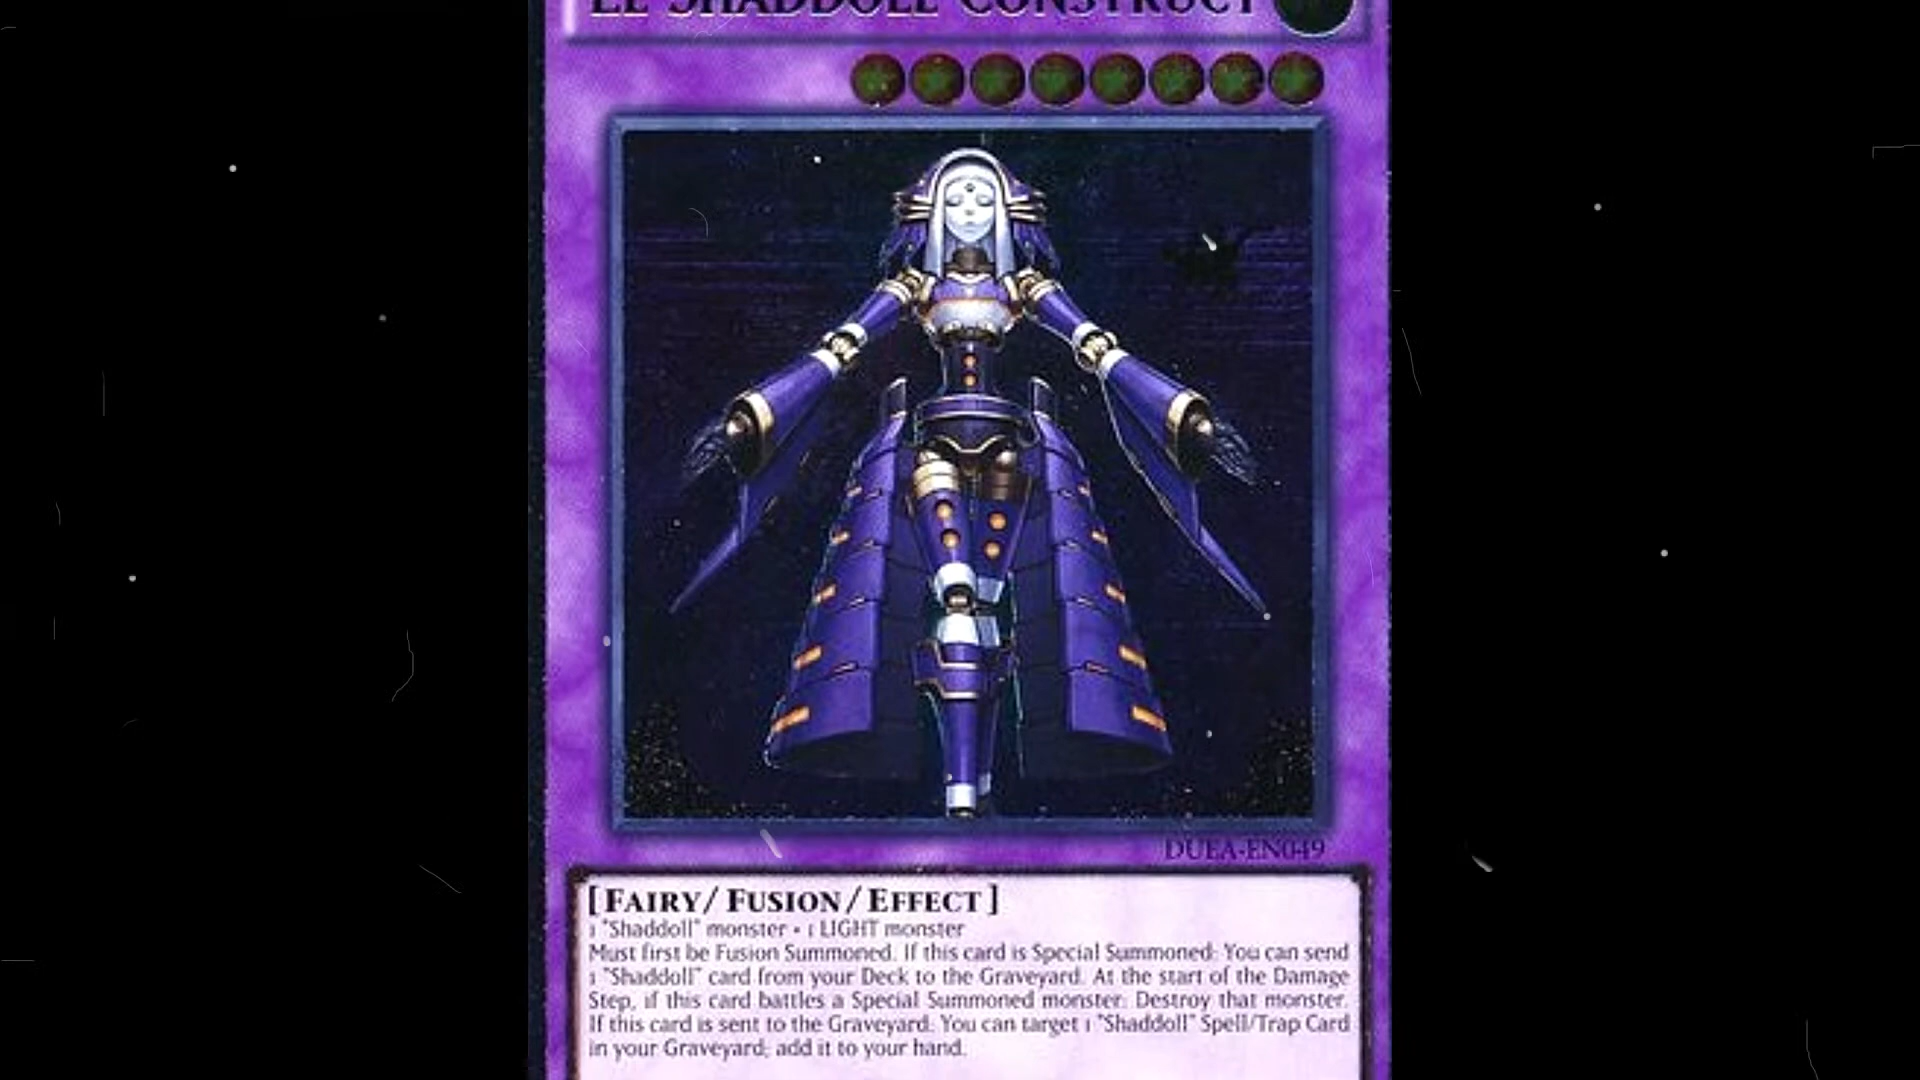 EL SHADDOLL CONSTRUCT
DUEA-EN049
[FAIRY/FUSION/EFFECT]
1 "Shaddoll" monster + 1 LIGHT monster
Must first be Fusion Summoned. If this card is Special Summoned: You can send
1 "Shaddoll" card from your Deck to the Graveyard. At the start of the Damage
Step, if this card battles a Special Summoned monster: Destroy that monster.
If this card is sent to the Graveyard: You can target 1 "Shaddoll" Spell/Trap Card
in your Graveyard; add it to your hand.